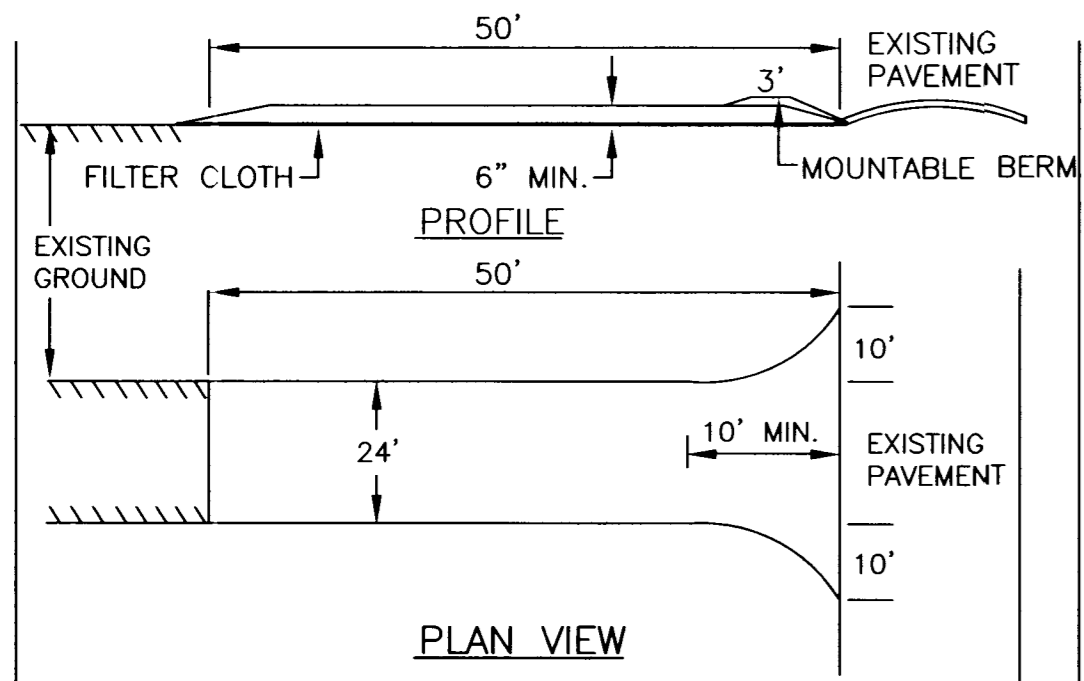 50'
EXISTING
PAVEMENT
3'
FILTER CLOTH
6" MIN.
MOUNTABLE BERM
PROFILE
EXISTING
GROUND
50'
10'
24'
10' MIN.
EXISTING
PAVEMENT
10'
PLAN VIEW